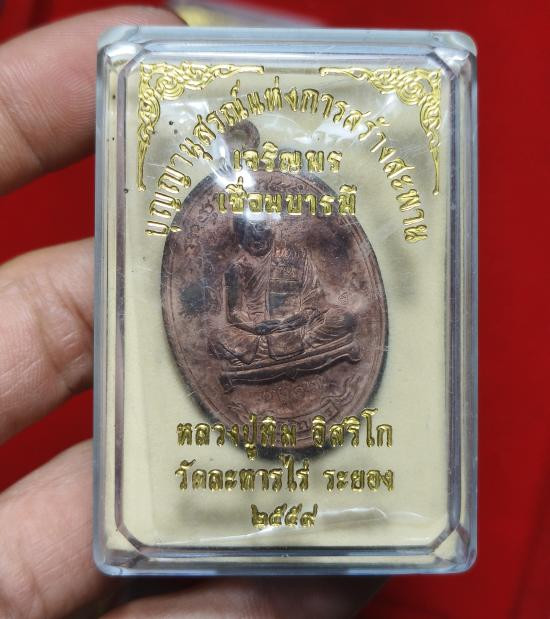 บุญญานุสรณ์แห่งการสร้างสะพาน
เจริญพร
เชื่อมบารมี
หลวงปู่ทิม อิสริโก
วัดละหารไร่ ระยอง
๒๕๕๙